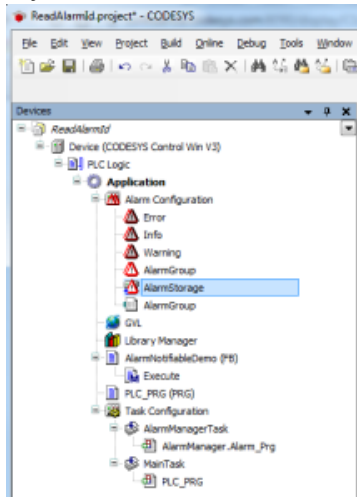 ReadAlarmId.project* - CODESYS
File Edit View Project Build Online Debug Tools Window
Devices
ReadAlarmId
Device (CODESYS Control Win V3)
PLC Logic
Application
Alarm Configuration
Error
Info
Warning
AlarmGroup
AlarmStorage
AlarmGroup
GVL
Library Manager
AlarmNotifiableDemo (FB)
Execute
PLC_PRG (PRG)
Task Configuration
AlarmManagerTask
AlarmManager.Alarm_Prg
MainTask
PLC_PRG